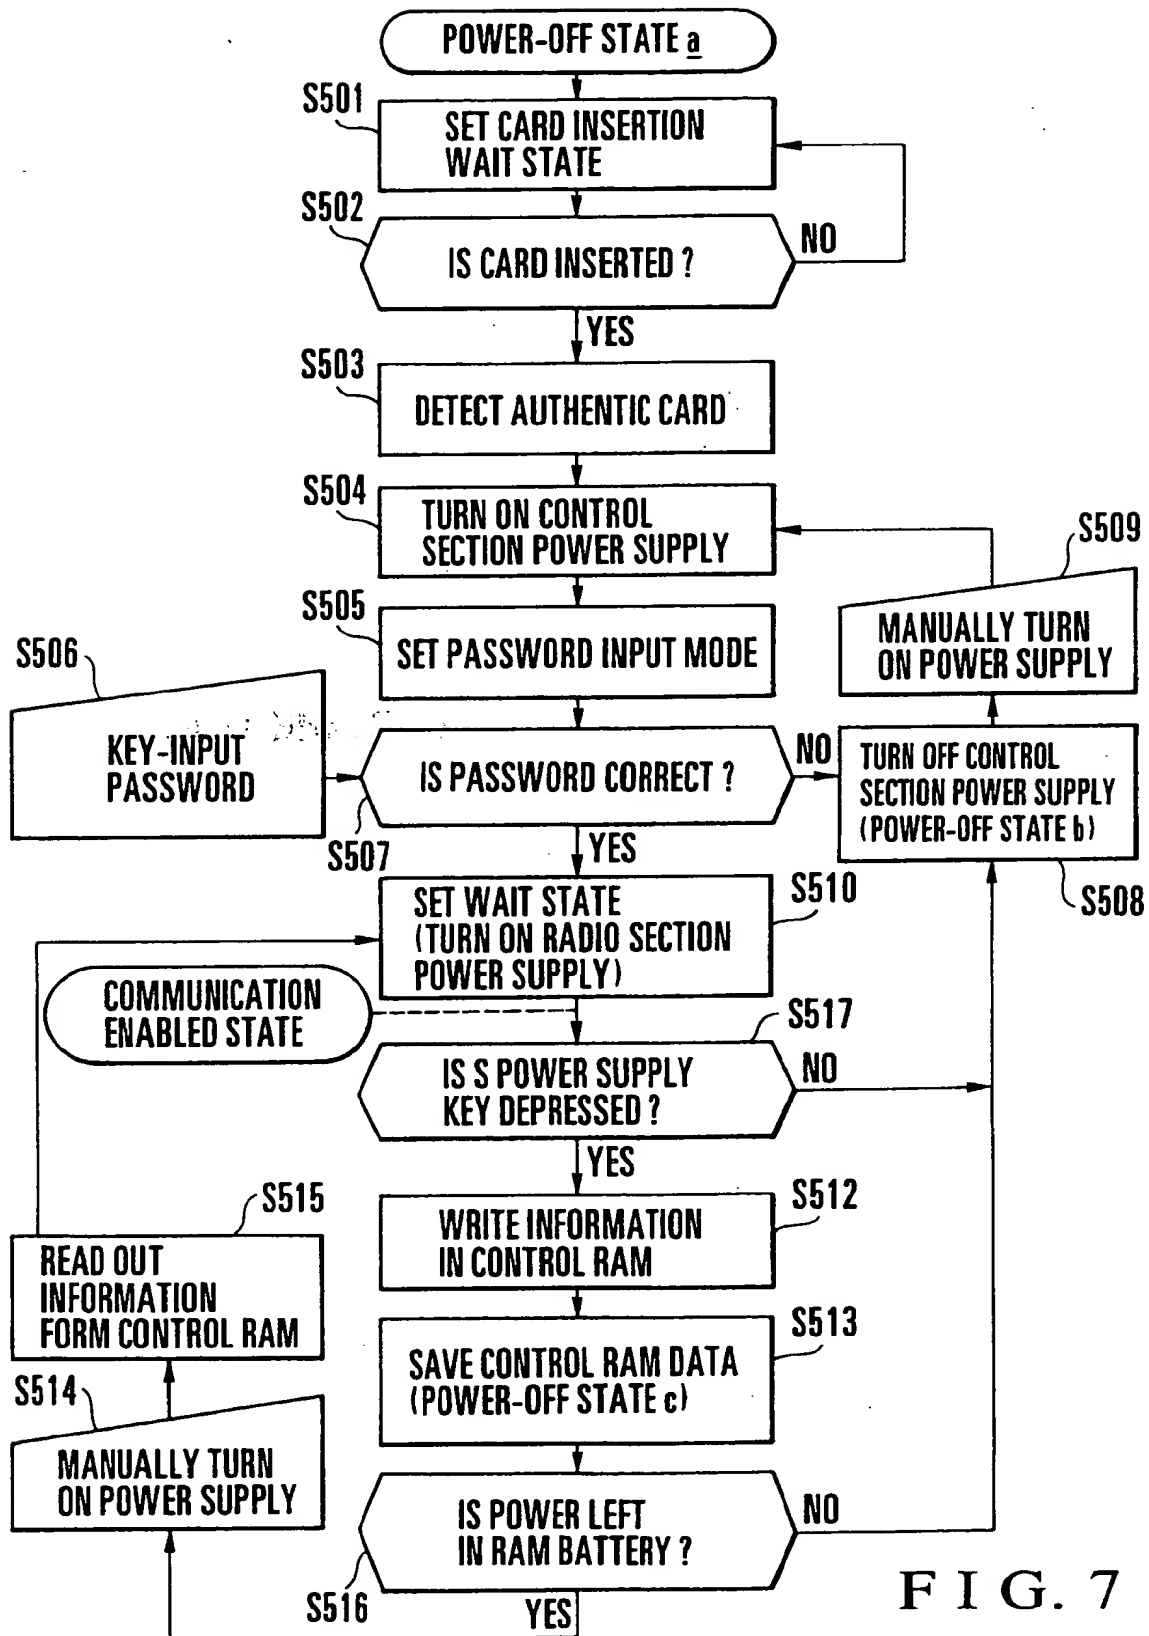 POWER-OFF STATE a
S501
SET CARD INSERTION
WAIT STATE
S502
IS CARD INSERTED ?
NO
YES
S503
DETECT AUTHENTIC CARD
S504
TURN ON CONTROL
SECTION POWER SUPPLY
S509
MANUALLY TURN
ON POWER SUPPLY
S505
SET PASSWORD INPUT MODE
S506
KEY-INPUT
PASSWORD
IS PASSWORD CORRECT ?
NO
S507
YES
TURN OFF CONTROL
SECTION POWER SUPPLY
(POWER-OFF STATE b)
S508
S510
SET WAIT STATE
(TURN ON RADIO SECTION
POWER SUPPLY)
COMMUNICATION
ENABLED STATE
S517
IS S POWER SUPPLY
KEY DEPRESSED ?
NO
YES
S512
WRITE INFORMATION
IN CONTROL RAM
S515
READ OUT
INFORMATION
FORM CONTROL RAM
S513
SAVE CONTROL RAM DATA
(POWER-OFF STATE c)
S514
MANUALLY TURN
ON POWER SUPPLY
IS POWER LEFT
IN RAM BATTERY ?
NO
S516
YES
FIG. 7